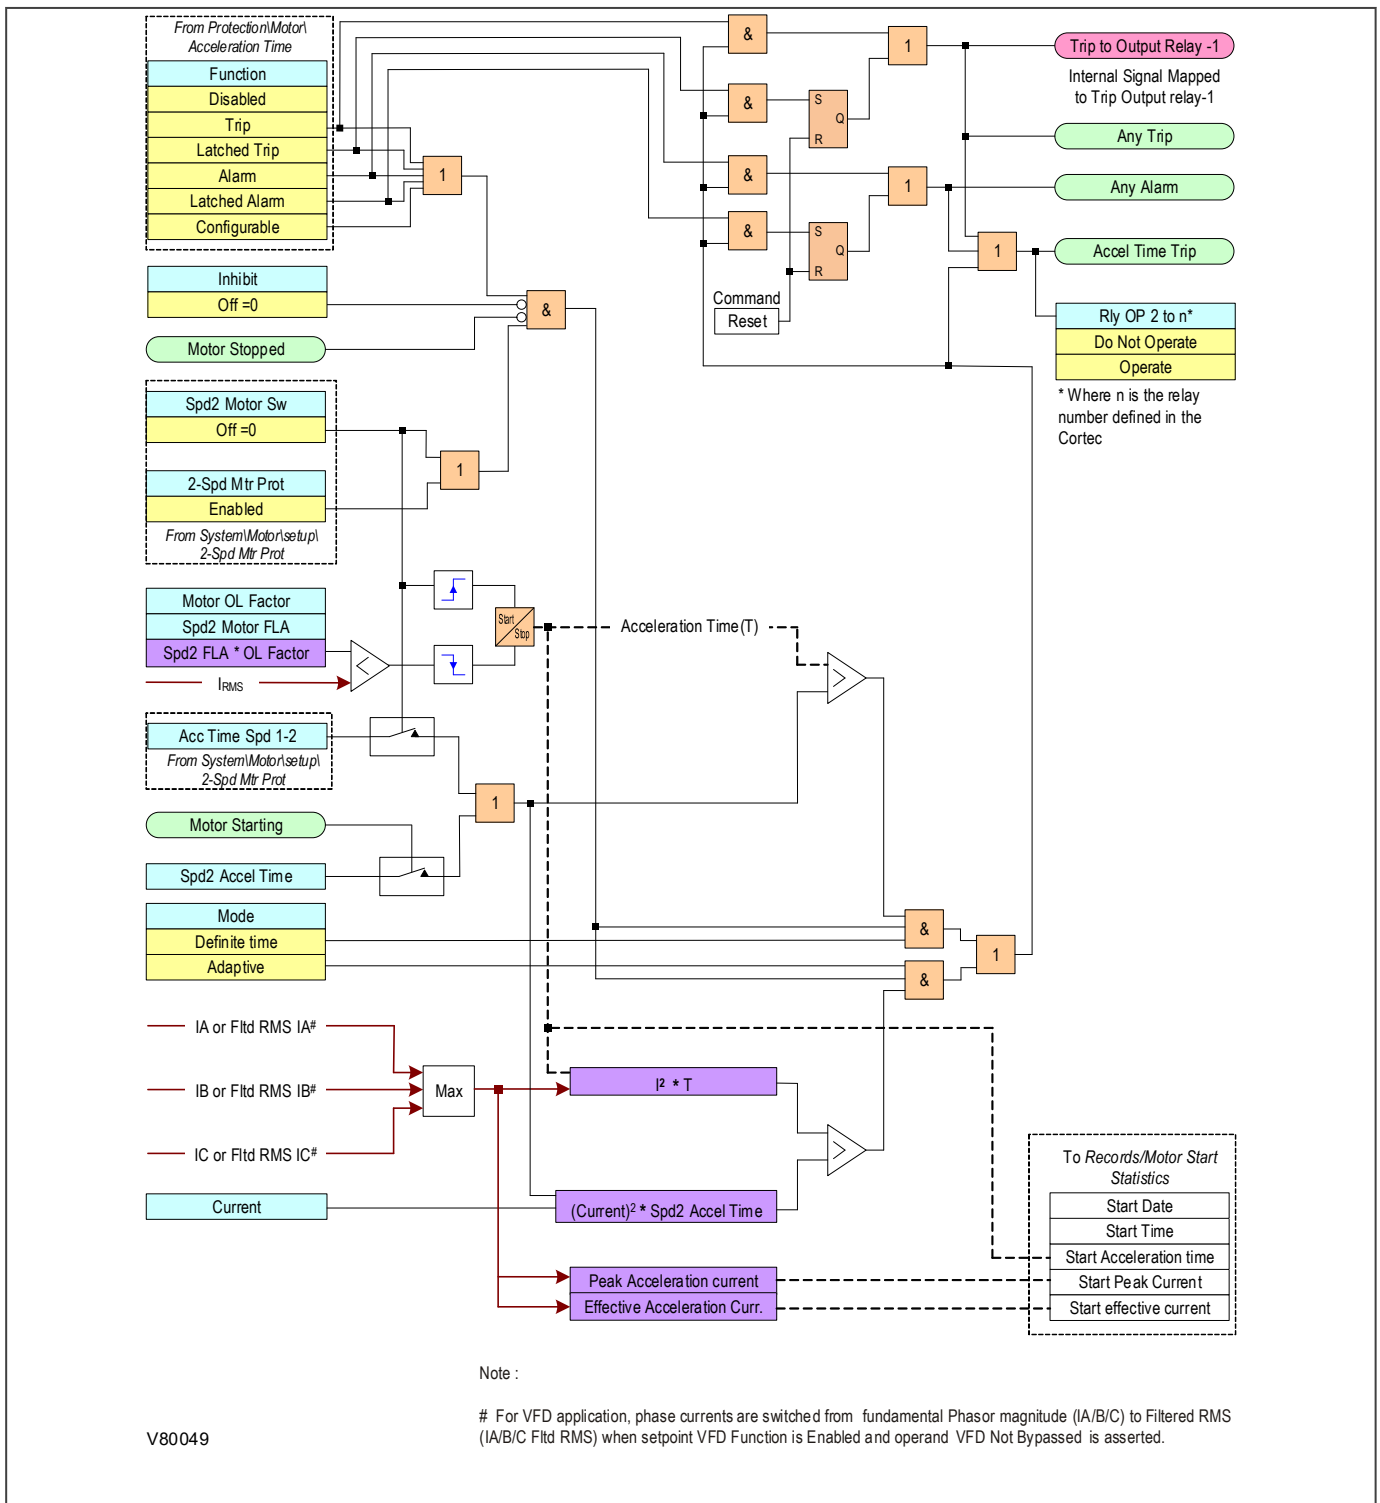 From Protection\Motor\
Acceleration Time
Function
Disabled
Trip
Latched Trip
Alarm
Latched Alarm
Configurable
1
Inhibit
Off =0
Motor Stopped
&
Spd2 Motor Sw
Off =0
2-Spd Mtr Prot
Enabled
From System\Motor\setup\
2-Spd Mtr Prot
1
&
&
&
&
S
Q
R
S
Q
R
Command
Reset
1
1
1
Trip to Output Relay -1
Internal Signal Mapped
to Trip Output relay-1
Any Trip
Any Alarm
Accel Time Trip
Rly OP 2 to n*
Do Not Operate
Operate
* Where n is the relay
number defined in the
Cortec
Motor OL Factor
Spd2 Motor FLA
Spd2 FLA * OL Factor
IRMS
<
Start
Stop
Acceleration Time(T)
>
Acc Time Spd 1-2
From System\Motor\setup\
2-Spd Mtr Prot
Motor Starting
Spd2 Accel Time
1
Mode
Definite time
Adaptive
&
&
1
IA or Fltd RMS IA#
IB or Fltd RMS IB#
IC or Fltd RMS IC#
Max
I² * T
>
Current
(Current)² * Spd2 Accel Time
Peak Acceleration current
Effective Acceleration Curr.
To Records/Motor Start
Statistics
Start Date
Start Time
Start Acceleration time
Start Peak Current
Start effective current
Note :
# For VFD application, phase currents are switched from fundamental Phasor magnitude (IA/B/C) to Filtered RMS
(IA/B/C Fltd RMS) when setpoint VFD Function is Enabled and operand VFD Not Bypassed is asserted.
V80049